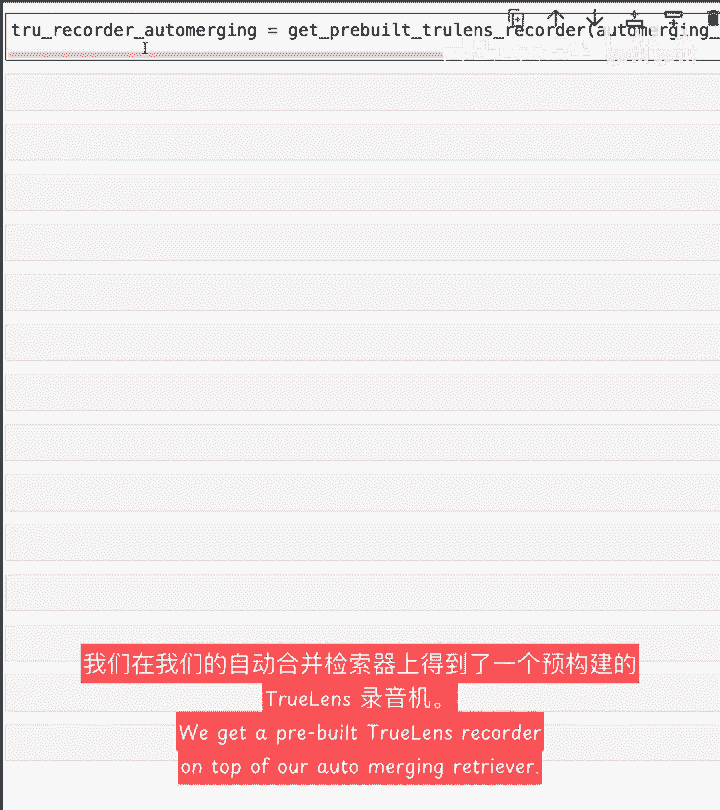 tru_recorder_automerging = get_prebuilt_trulens_recorder(automerging_
我们在我们的自动合并检索器上得到了一个预构建的
TrueLens 录音机。
We get a pre-built TrueLens recorder
on top of our auto merging retriever.